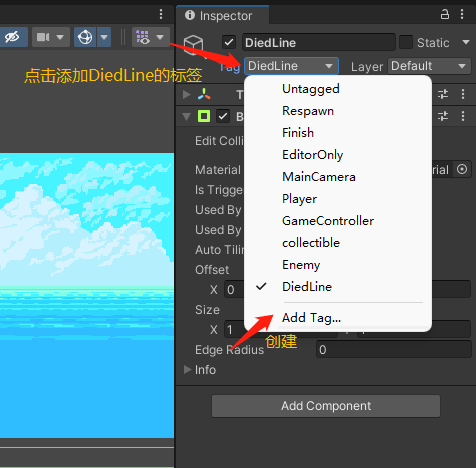 Inspector
DiedLine
Static
点击添加DiedLine的标签
Tag
DiedLine
Layer
Default
Untagged
Respawn
Finish
EditorOnly
MainCamera
Player
GameController
collectible
Enemy
DiedLine
Add Tag...
创建
T
B
Edit Colli
Material
ial
Is Trigge
Used By
Used By
Auto Tilin
Offset
X
0
Size
X
1
Edge Radius
0
Info
Add Component